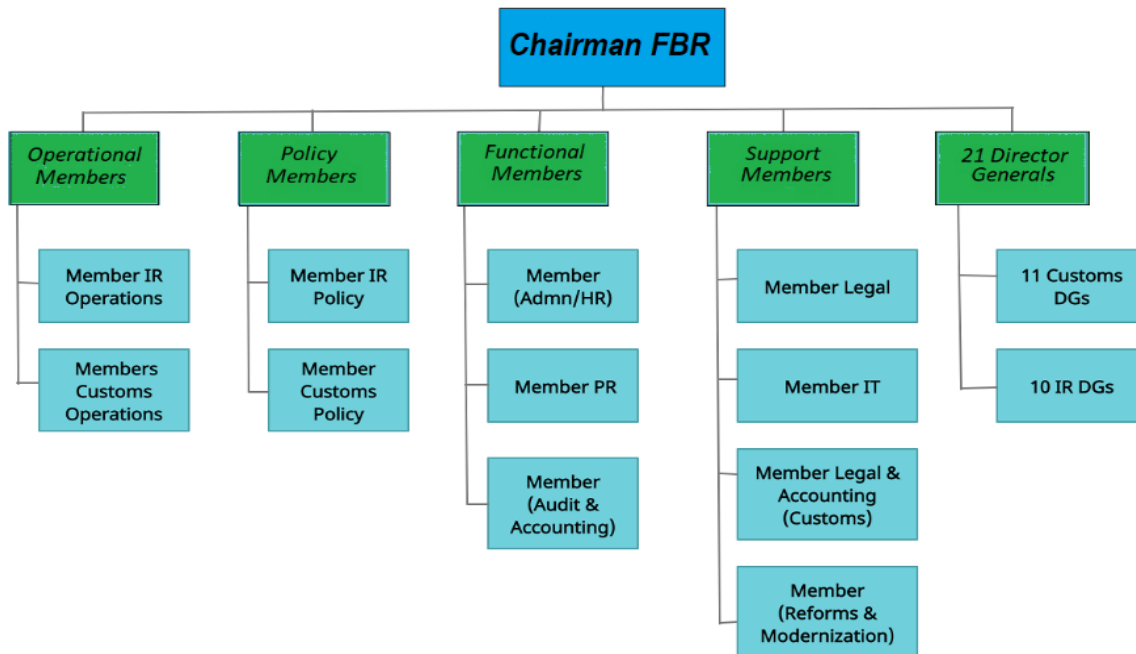 Chairman FBR
Operational
Members
Policy
Members
Functional
Members
Support
Members
21 Director
Generals
Member IR
Operations
Members
Customs
Operations
Member IR
Policy
Member
Customs
Policy
Member
(Admn/HR)
Member PR
Member
(Audit &
Accounting)
Member Legal
Member IT
Member Legal &
Accounting
(Customs)
Member
(Reforms &
Modernization)
11 Customs
DGs
10 IR DGs